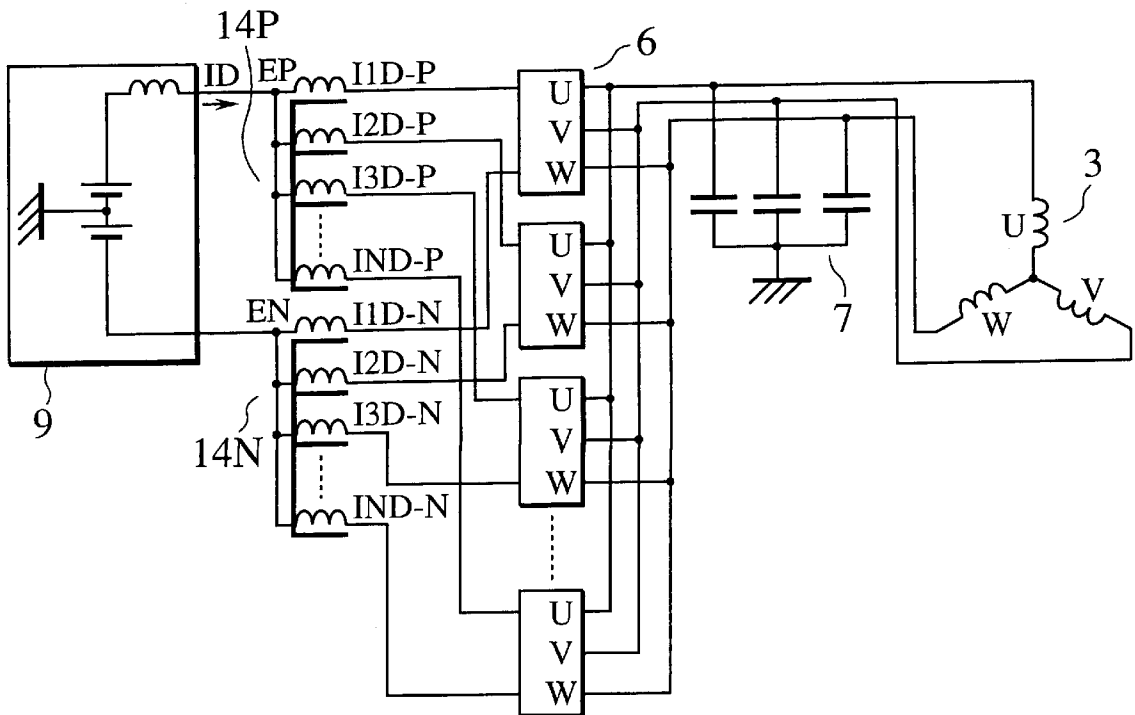 14P
6
ID
EP
I1D-P
I2D-P
I3D-P
IND-P
EN
I1D-N
I2D-N
I3D-N
IND-N
14N
9
U
V
W
U
V
W
U
V
W
U
V
W
7
3
U
V
W